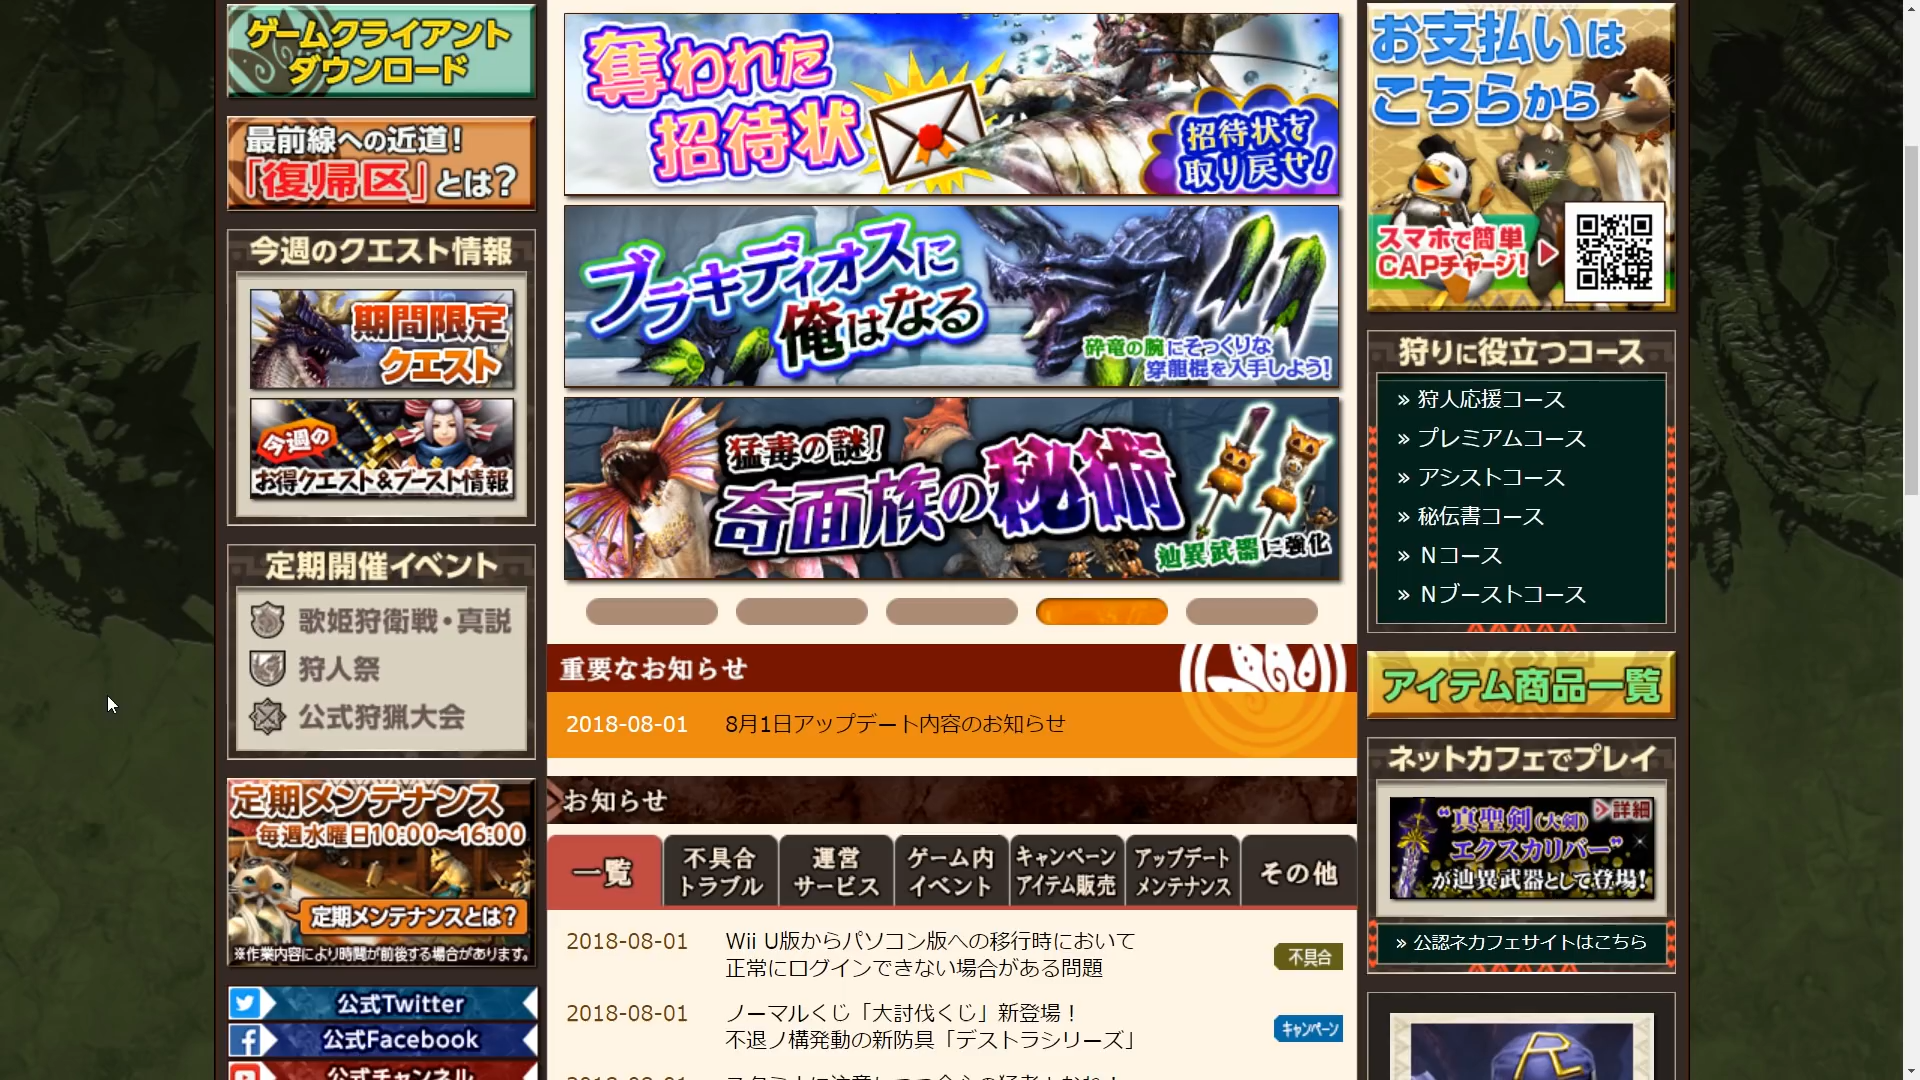 ゲームクライアント
ダウンロード
最前線への近道！
「復帰区」とは？
今週のクエスト情報
期間限定
クエスト
今週の
お得クエスト&ブースト情報
定期開催イベント
歌姫狩衛戦・真説
狩人祭
公式狩猟大会
定期メンテナンス
毎週水曜日10:00～16:00
定期メンテナンスとは？
※作業内容により時間が前後する場合があります。
公式Twitter
公式Facebook
公式チャンネル
奪われた
招待状
招待状を
取り戻せ！
ブラキディオスに
俺はなる
砕竜の腕にそっくりな
穿龍棍を入手しよう！
猛毒の謎！
奇面族の秘術
辿異武器に強化
重要なお知らせ
2018-08-01 8月1日アップデート内容のお知らせ
お知らせ
一覧
不具合
トラブル
運営
サービス
ゲーム内
イベント
キャンペーン
アイテム販売
アップデート
メンテナンス
その他
2018-08-01 Wii U版からパソコン版への移行時において
正常にログインできない場合がある問題
不具合
2018-08-01 ノーマルくじ「大討伐くじ」新登場！
不退ノ構発動の新防具「デストラシリーズ」
キャンペーン
お支払いは
こちらから
スマホで簡単
CAPチャージ！
狩りに役立つコース
» 狩人応援コース
» プレミアムコース
» アシストコース
» 秘伝書コース
» Nコース
» Nブーストコース
アイテム商品一覧
ネットカフェでプレイ
詳細
“真聖剣(大剣)
エクスカリバー”
が辿異武器として登場！
» 公認ネカフェサイトはこちら
R